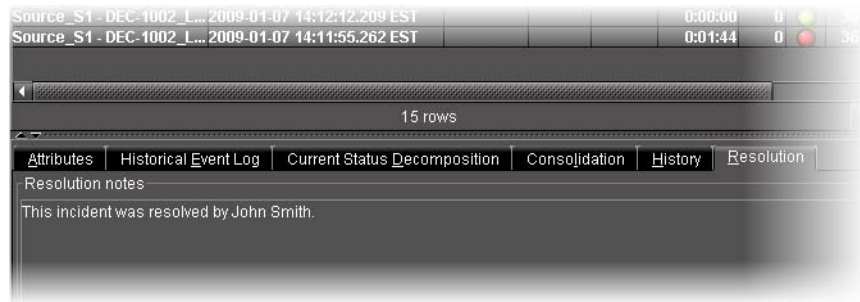 Source_S1 - DEC-1002_L... 2009-01-07 14:12:12.209 EST 0:00:00 0
Source_S1 - DEC-1002_L... 2009-01-07 14:11:55.262 EST 0:01:44 0 36
15 rows
Attributes Historical Event Log Current Status Decomposition Consolidation History Resolution
Resolution notes
This incident was resolved by John Smith.